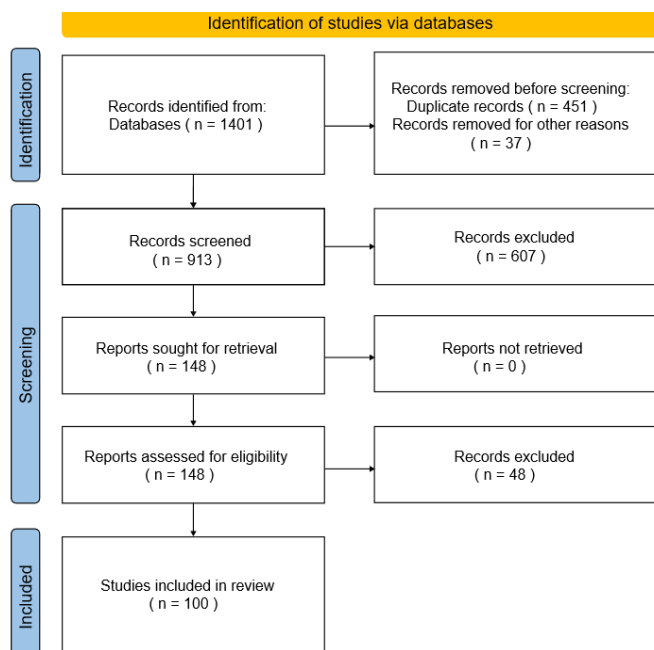 Identification of studies via databases
Identification
Records identified from:
Databases ( n = 1401 )
Records removed before screening:
Duplicate records ( n = 451 )
Records removed for other reasons
( n = 37 )
Screening
Records screened
( n = 913 )
Records excluded
( n = 607 )
Reports sought for retrieval
( n = 148 )
Reports not retrieved
( n = 0 )
Reports assessed for eligibility
( n = 148 )
Records excluded
( n = 48 )
Included
Studies included in review
( n = 100 )